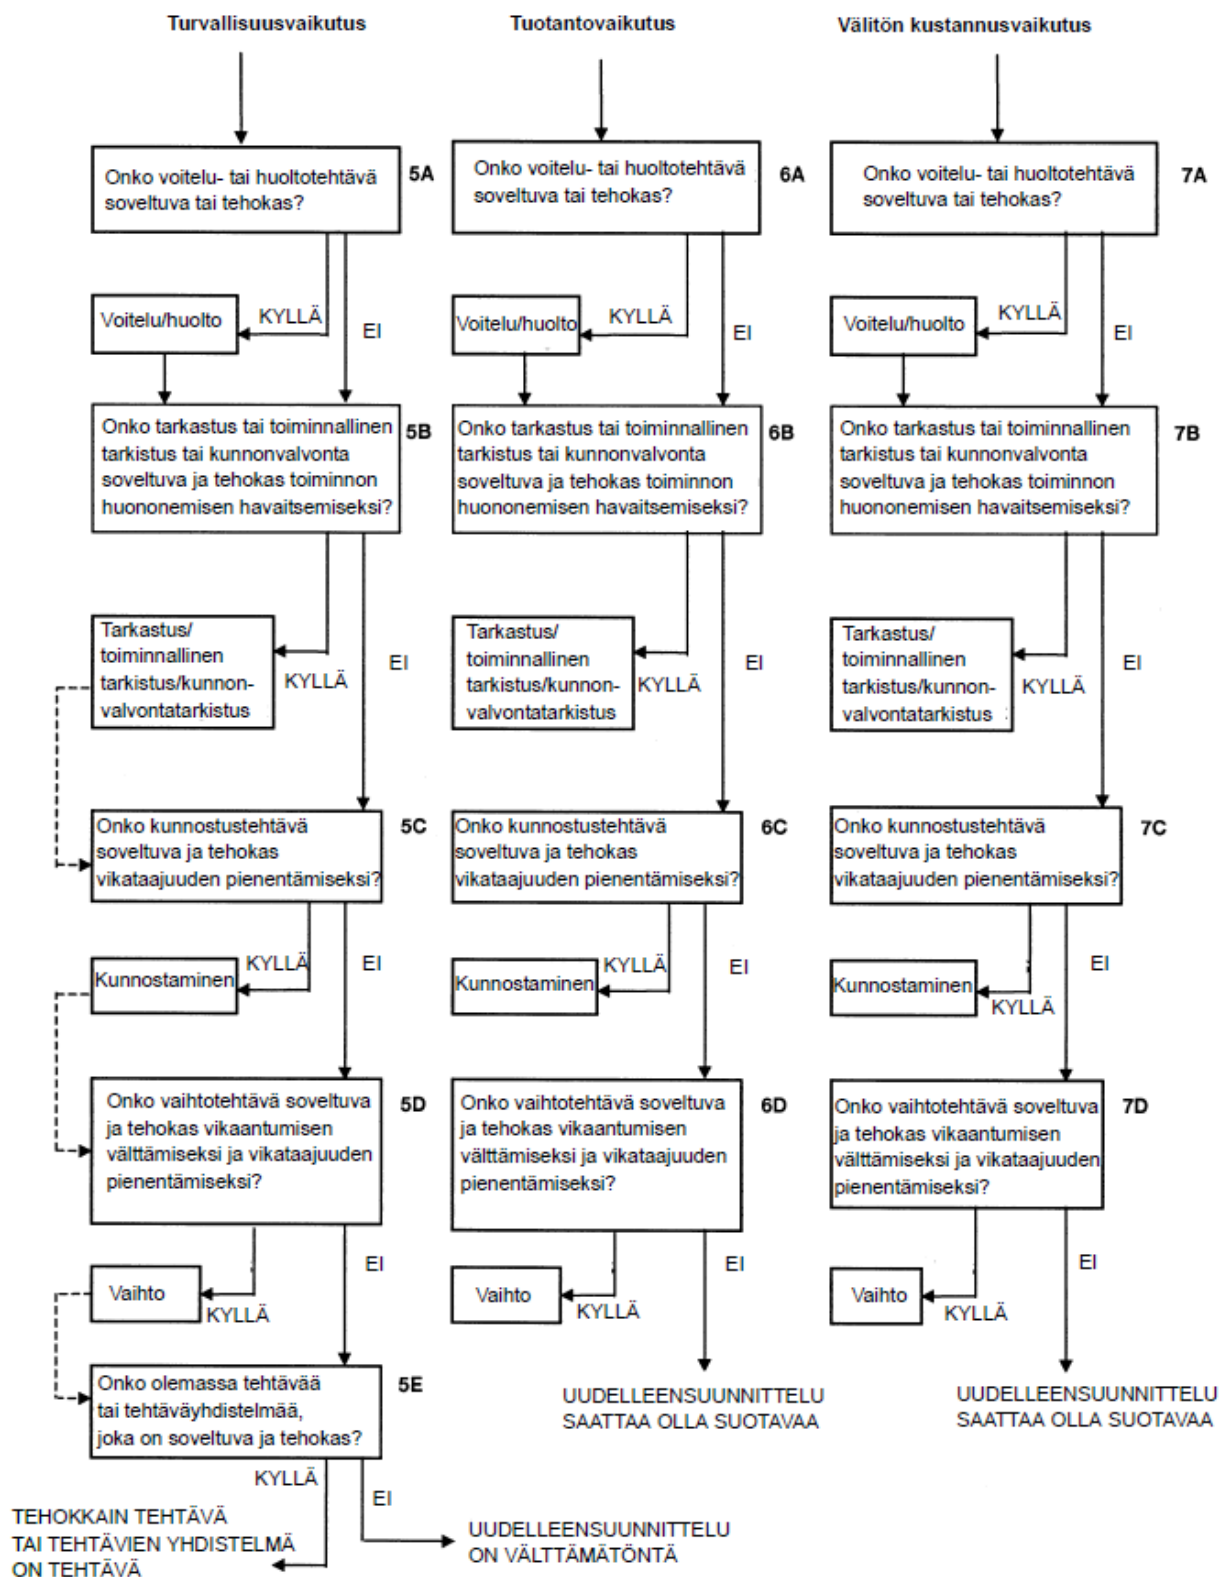 Turvallisuusvaikutus
Tuotantovaikutus
Välitön kustannusvaikutus
Onko voitelu- tai huoltotehtävä
soveltuva tai tehokas?
5A
Onko voitelu- tai huoltotehtävä
soveltuva tai tehokas?
6A
Onko voitelu- tai huoltotehtävä
soveltuva tai tehokas?
7A
Voitelu/huolto
KYLLÄ
EI
Voitelu/huolto
KYLLÄ
EI
Voitelu/huolto
KYLLÄ
EI
Onko tarkastus tai toiminnallinen
tarkistus tai kunnonvalvonta
soveltuva ja tehokas toiminnon
huononemisen havaitsemiseksi?
5B
Onko tarkastus tai toiminnallinen
tarkistus tai kunnonvalvonta
soveltuva ja tehokas toiminnon
huononemisen havaitsemiseksi?
6B
Onko tarkastus tai toiminnallinen
tarkistus tai kunnonvalvonta
soveltuva ja tehokas toiminnon
huononemisen havaitsemiseksi?
7B
Tarkastus/
toiminnallinen
tarkistus/kunnon-
valvontatarkistus
KYLLÄ
EI
Tarkastus/
toiminnallinen
tarkistus/kunnon-
valvontatarkistus
KYLLÄ
EI
Tarkastus/
toiminnallinen
tarkistus/kunnon-
valvontatarkistus
KYLLÄ
EI
Onko kunnostustehtävä
soveltuva ja tehokas
vikataajuuden pienentämiseksi?
5C
Onko kunnostustehtävä
soveltuva ja tehokas
vikataajuuden pienentämiseksi?
6C
Onko kunnostustehtävä
soveltuva ja tehokas
vikataajuuden pienentämiseksi?
7C
Kunnostaminen
KYLLÄ
EI
Kunnostaminen
KYLLÄ
EI
Kunnostaminen
KYLLÄ
EI
Onko vaihtotehtävä soveltuva
ja tehokas vikaantumisen
välttämiseksi ja vikataajuuden
pienentämiseksi?
5D
Onko vaihtotehtävä soveltuva
ja tehokas vikaantumisen
välttämiseksi ja vikataajuuden
pienentämiseksi?
6D
Onko vaihtotehtävä soveltuva
ja tehokas vikaantumisen
välttämiseksi ja vikataajuuden
pienentämiseksi?
7D
Vaihto
KYLLÄ
EI
Vaihto
KYLLÄ
EI
Vaihto
KYLLÄ
EI
Onko olemassa tehtävää
tai tehtäväyhdistelmää,
joka on soveltuva ja tehokas?
5E
UUDELLEENSUUNNITTELU
SAATTAA OLLA SUOTAVAA
UUDELLEENSUUNNITTELU
SAATTAA OLLA SUOTAVAA
KYLLÄ
EI
TEHOKKAIN TEHTÄVÄ
TAI TEHTÄVIEN YHDISTELMÄ
ON TEHTÄVÄ
UUDELLEENSUUNNITTELU
ON VÄLTTÄMÄTÖNTÄ